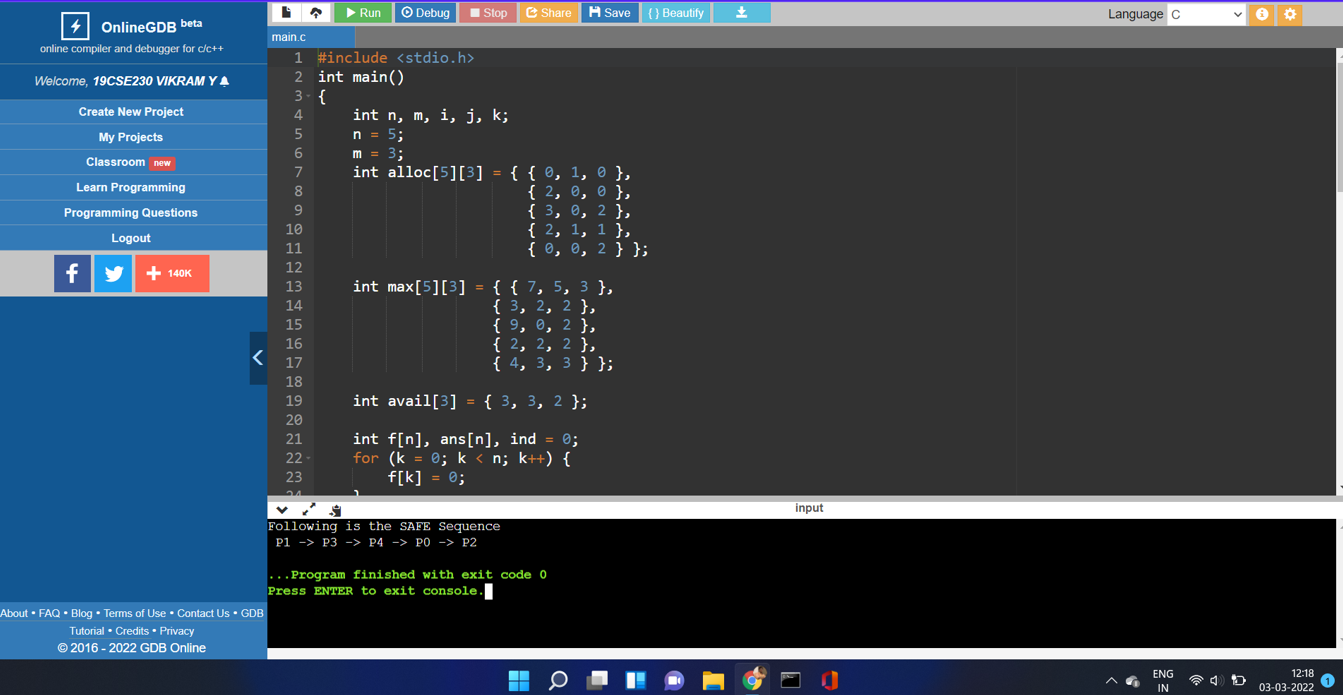 OnlineGDB beta
online compiler and debugger for c/c++
Welcome, 19CSE230 VIKRAM Y
Create New Project
My Projects
Classroom new
Learn Programming
Programming Questions
Logout
140K
About • FAQ • Blog • Terms of Use • Contact Us • GDB
Tutorial • Credits • Privacy
© 2016 - 2022 GDB Online
Run Debug Stop Share Save { } Beautify
Language C
main.c
1 #include <stdio.h>
2 int main()
3 {
4 int n, m, i, j, k;
5 n = 5;
6 m = 3;
7 int alloc[5][3] = { { 0, 1, 0 },
8 { 2, 0, 0 },
9 { 3, 0, 2 },
10 { 2, 1, 1 },
11 { 0, 0, 2 } };
12
13 int max[5][3] = { { 7, 5, 3 },
14 { 3, 2, 2 },
15 { 9, 0, 2 },
16 { 2, 2, 2 },
17 { 4, 3, 3 } };
18
19 int avail[3] = { 3, 3, 2 };
20
21 int f[n], ans[n], ind = 0;
22 for (k = 0; k < n; k++) {
23 f[k] = 0;
24 }
input
Following is the SAFE Sequence
P1 -> P3 -> P4 -> P0 -> P2
...Program finished with exit code 0
Press ENTER to exit console.
ENG
IN
12:18
03-03-2022
1